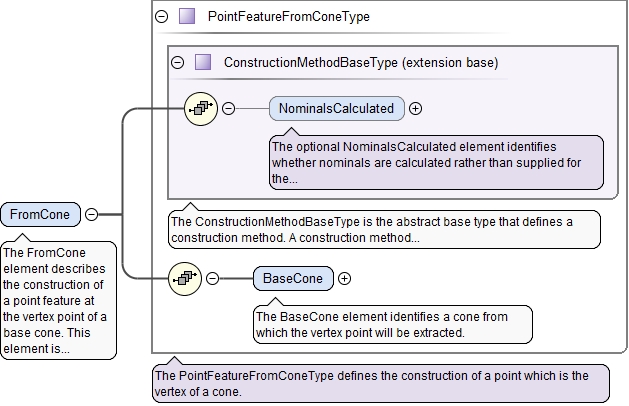 PointFeatureFromConeType
ConstructionMethodBaseType (extension base)
NominalsCalculated
The optional NominalsCalculated element identifies
whether nominals are calculated rather than supplied for
the...
FromCone
The ConstructionMethodBaseType is the abstract base type that defines a
construction method. A construction method...
The FromCone
element describes
the construction of
a point feature at
the vertex point of a
base cone. This
element is...
BaseCone
The BaseCone element identifies a cone from
which the vertex point will be extracted.
The PointFeatureFromConeType defines the construction of a point which is the
vertex of a cone.